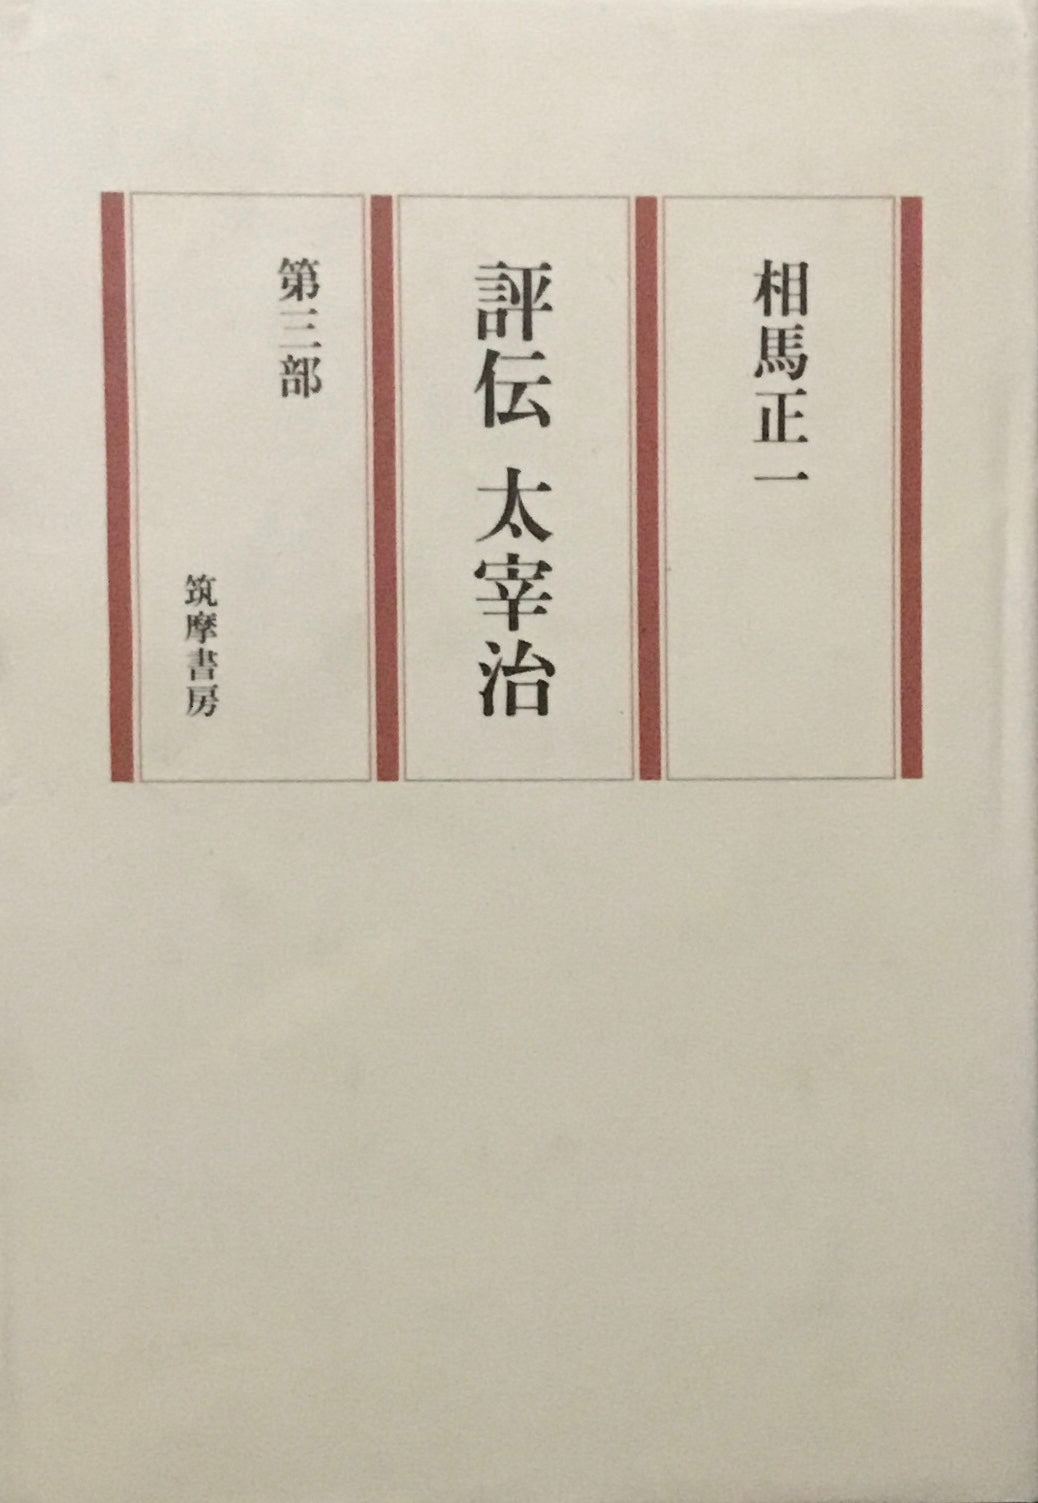 相馬正一
評伝 太宰治
第三部
筑摩書房